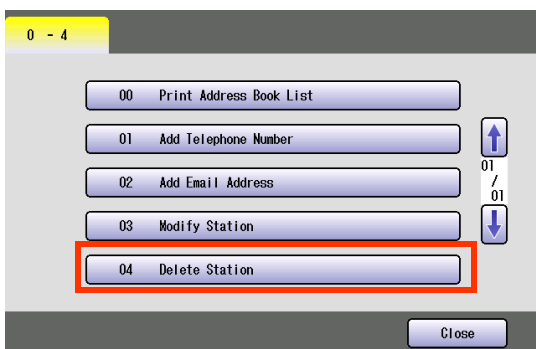 0 - 4
00 Print Address Book List
01 Add Telephone Number
02 Add Email Address
03 Modify Station
04 Delete Station
01
/
01
Close